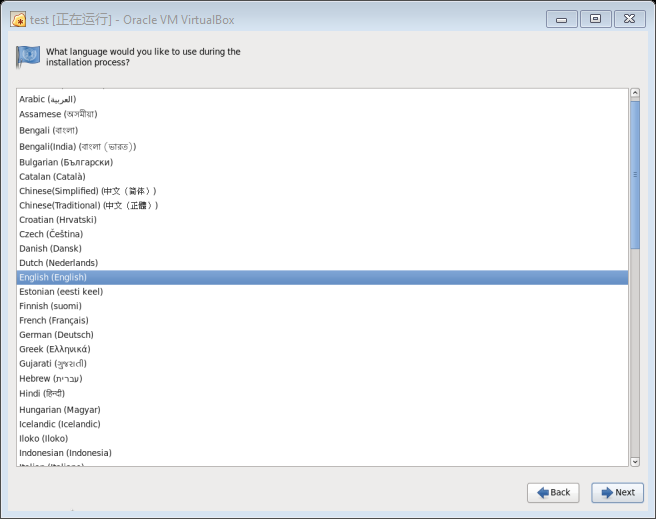 test [正在运行] - Oracle VM VirtualBox
What language would you like to use during the
installation process?
Arabic (العربية)
Assamese (অসমীয়া)
Bengali (বাংলা)
Bengali(India) (বাংলা (ভারত))
Bulgarian (Български)
Catalan (Català)
Chinese(Simplified) (中文（简体）)
Chinese(Traditional) (中文（正體）)
Croatian (Hrvatski)
Czech (Čeština)
Danish (Dansk)
Dutch (Nederlands)
English (English)
Estonian (eesti keel)
Finnish (suomi)
French (Français)
German (Deutsch)
Greek (Ελληνικά)
Gujarati (ગુજરાતી)
Hebrew (עברית)
Hindi (हिन्दी)
Hungarian (Magyar)
Icelandic (Icelandic)
Iloko (Iloko)
Indonesian (Indonesia)
Italian (Italiano)
Back
Next